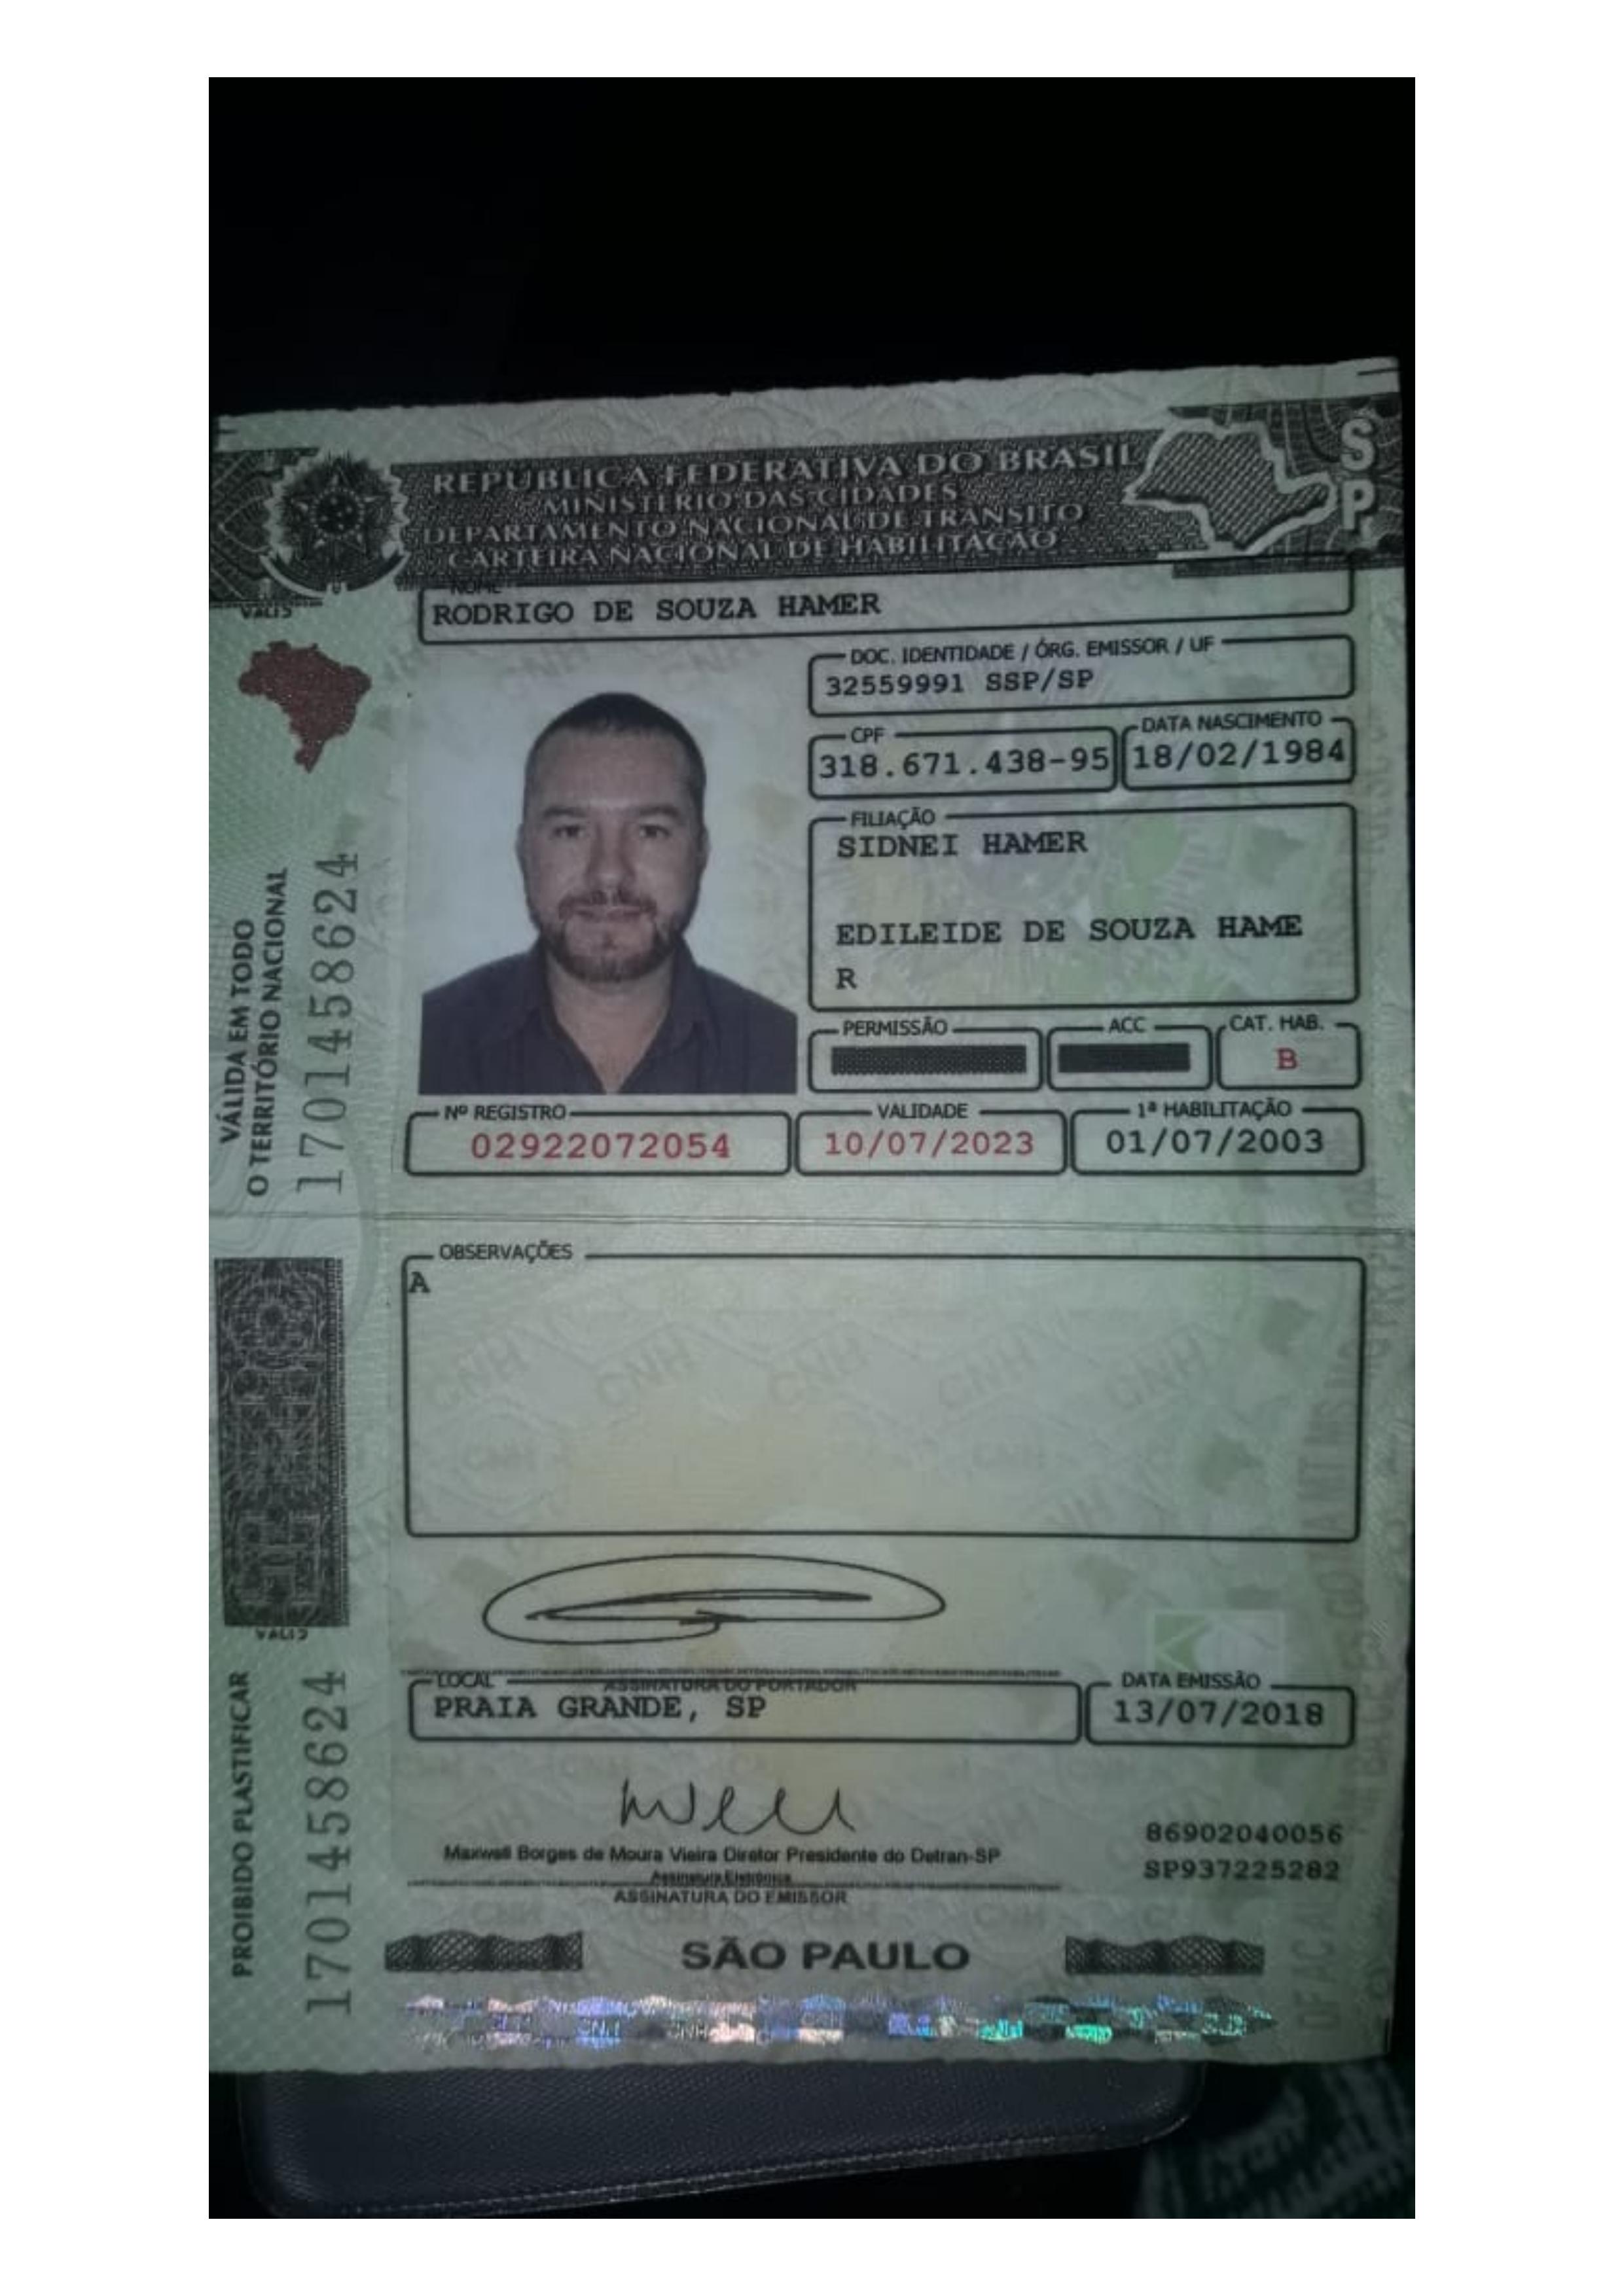 REPÚBLICA FEDERATIVA DO BRASIL
MINISTÉRIO DAS CIDADES
DEPARTAMENTO NACIONAL DE TRANSITO
CARTEIRA NACIONAL DE HABILITAÇÃO
SP
NOME
RODRIGO DE SOUZA HAMER
DOC. IDENTIDADE / ÓRG. EMISSOR / UF
32559991 SSP/SP
CPF
318.671.438-95
DATA NASCIMENTO
18/02/1984
FILIAÇÃO
SIDNEI HAMER
EDILEIDE DE SOUZA HAME
R
PERMISSÃO
ACC
CAT. HAB.
B
Nº REGISTRO
02922072054
VALIDADE
10/07/2023
1ª HABILITAÇÃO
01/07/2003
VÁLIDA EM TODO
O TERRITÓRIO NACIONAL
1701458624
OBSERVAÇÕES
A
ASSINATURA DO PORTADOR
LOCAL
PRAIA GRANDE, SP
DATA EMISSÃO
13/07/2018
PROIBIDO PLASTIFICAR
1701458624
Maxwell Borges de Moura Vieira Diretor Presidente do Detran-SP
Assinatura Eletrônica
ASSINATURA DO EMISSOR
86902040056
SP937225282
SÃO PAULO